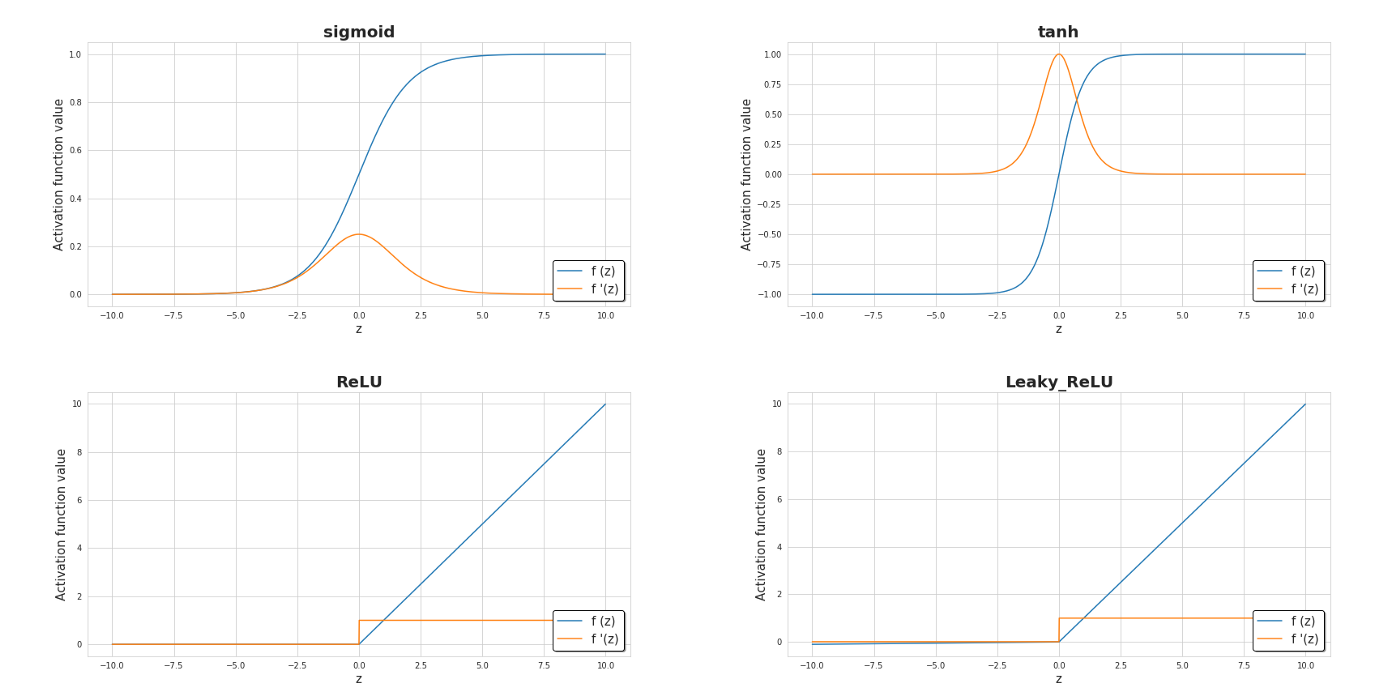 sigmoid
Activation function value
1.0
0.8
0.6
0.4
0.2
0.0
−10.0 −7.5 −5.0 −2.5 0.0 2.5 5.0 7.5 10.0
z
f (z)
f '(z)
tanh
Activation function value
1.00
0.75
0.50
0.25
0.00
−0.25
−0.50
−0.75
−1.00
−10.0 −7.5 −5.0 −2.5 0.0 2.5 5.0 7.5 10.0
z
f (z)
f '(z)
ReLU
Activation function value
10
8
6
4
2
0
−10.0 −7.5 −5.0 −2.5 0.0 2.5 5.0 7.5 10.0
z
f (z)
f '(z)
Leaky_ReLU
Activation function value
10
8
6
4
2
0
−10.0 −7.5 −5.0 −2.5 0.0 2.5 5.0 7.5 10.0
z
f (z)
f '(z)